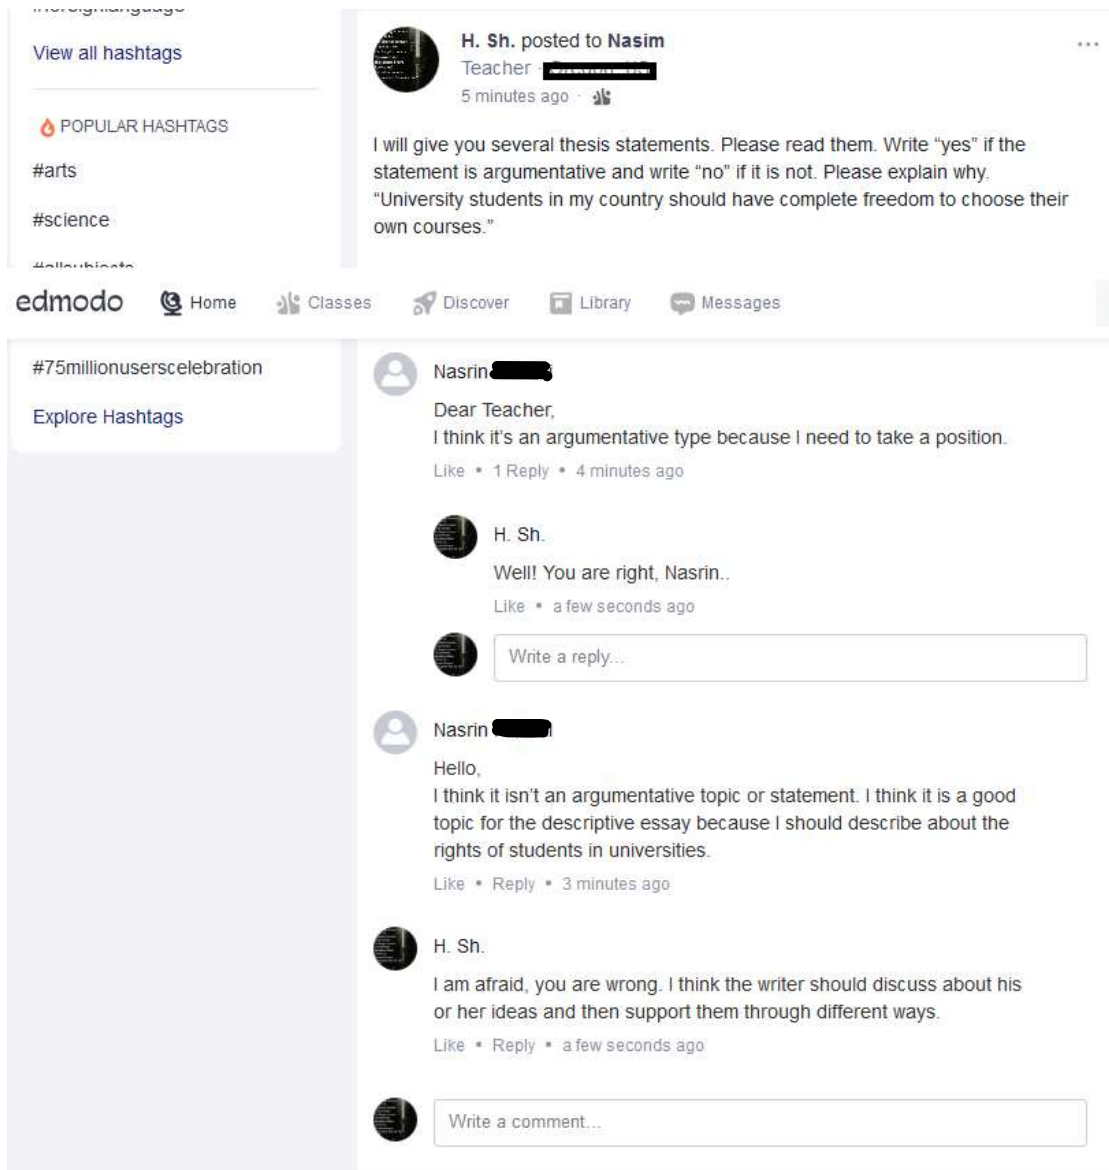 View all hashtags
POPULAR HASHTAGS
#arts
#science
H. Sh. posted to Nasim
Teacher ·
5 minutes ago ·
...
I will give you several thesis statements. Please read them. Write “yes” if the
statement is argumentative and write “no” if it is not. Please explain why.
“University students in my country should have complete freedom to choose their
own courses.”
edmodo Home Classes Discover Library Messages
#75millionuserscelebration
Explore Hashtags
Nasrin
Dear Teacher,
I think it's an argumentative type because I need to take a position.
Like • 1 Reply • 4 minutes ago
H. Sh.
Well! You are right, Nasrin..
Like • a few seconds ago
Write a reply...
Nasrin
Hello,
I think it isn't an argumentative topic or statement. I think it is a good
topic for the descriptive essay because I should describe about the
rights of students in universities.
Like • Reply • 3 minutes ago
H. Sh.
I am afraid, you are wrong. I think the writer should discuss about his
or her ideas and then support them through different ways.
Like • Reply • a few seconds ago
Write a comment...